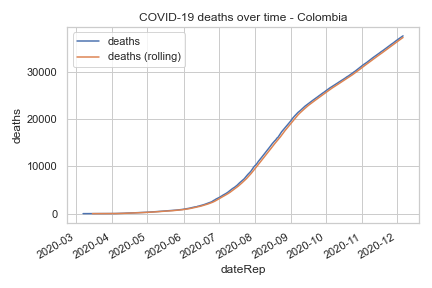 COVID-19 deaths over time - Colombia
deaths
deaths (rolling)
deaths
30000
20000
10000
0
2020-03
2020-04
2020-05
2020-06
2020-07
2020-08
2020-09
2020-10
2020-11
2020-12
dateRep